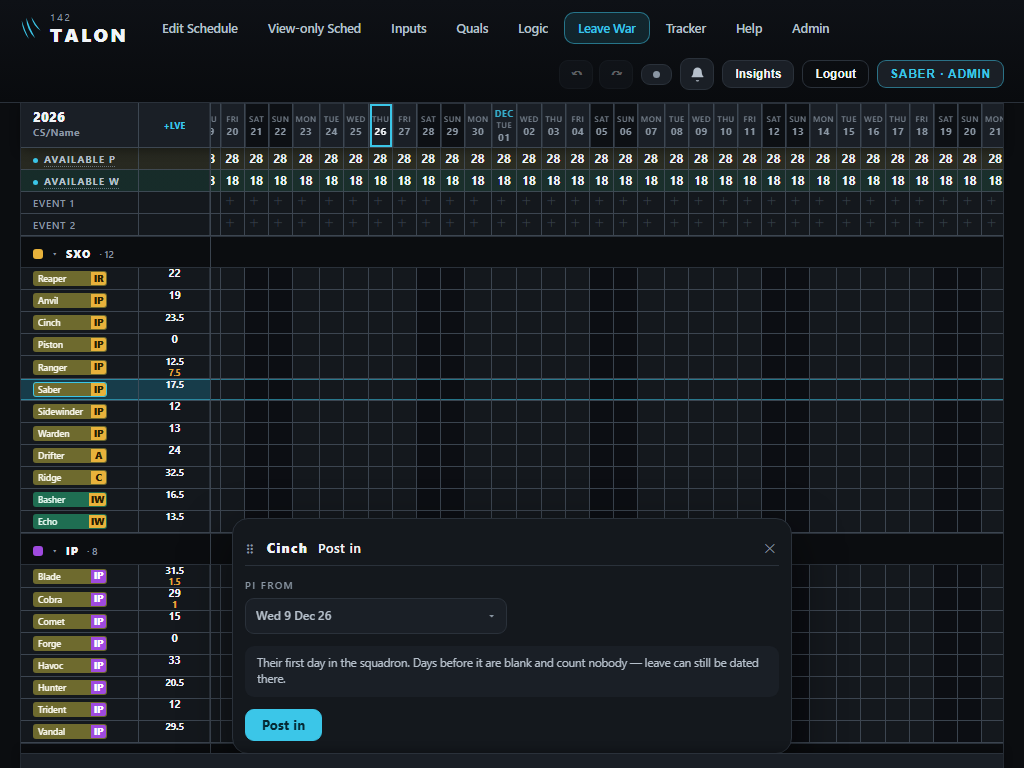 142
TALON
Edit Schedule View-only Sched Inputs Quals Logic Leave War Tracker Help Admin
Insights Logout SABER · ADMIN
2026
CS/Name
+LVE
DEC
FRI SAT SUN MON TUE WED THU FRI SAT SUN MON TUE WED THU FRI SAT SUN MON TUE WED THU FRI SAT SUN MON TUE WED THU FRI SAT SUN MON
20 21 22 23 24 25 26 27 28 29 30 01 02 03 04 05 06 07 08 09 10 11 12 13 14 15 16 17 18 19 20 21
AVAILABLE P 28 28 28 28 28 28 28 28 28 28 28 28 28 28 28 28 28 28 28 28 28 28 28 28 28 28 28 28 28 28 28 28
AVAILABLE W 18 18 18 18 18 18 18 18 18 18 18 18 18 18 18 18 18 18 18 18 18 18 18 18 18 18 18 18 18 18 18 18
EVENT 1 + + + + + + + + + + + + + + + + + + + + + + + + + + + + + + + +
EVENT 2 + + + + + + + + + + + + + + + + + + + + + + + + + + + + + + + +
SXO · 12
Reaper IR 22
Anvil IP 19
Cinch IP 23.5
Piston IP 0
Ranger IP 12.5
7.5
Saber IP 17.5
Sidewinder IP 12
Warden IP 13
Drifter A 24
Ridge C 32.5
Basher IW 16.5
Echo IW 13.5
IP · 8
Blade IP 31.5
1.5
Cobra IP 29
1
Comet IP 15
Forge IP 0
Havoc IP 33
Hunter IP 20.5
Trident IP 12
Vandal IP 29.5
Cinch Post in
PI FROM
Wed 9 Dec 26
Their first day in the squadron. Days before it are blank and count nobody — leave can still be dated
there.
Post in